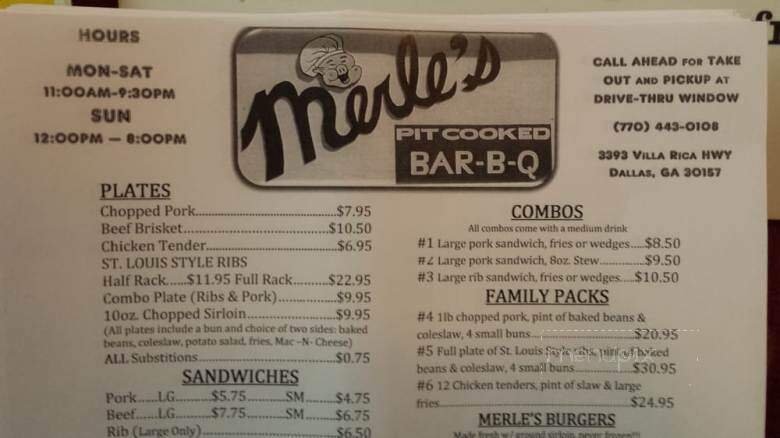 HOURS
MON-SAT
11:00AM-9:30PM
SUN
12:00PM — 8:00PM
Merle's
PIT COOKED
BAR-B-Q
CALL AHEAD FOR TAKE
OUT AND PICKUP AT
DRIVE-THRU WINDOW
(770) 443-0108
3393 VILLA RICA HWY
DALLAS, GA 30157
PLATES
Chopped Pork.....$7.95
Beef Brisket.....$10.50
Chicken Tender.....$6.95
ST. LOUIS STYLE RIBS
Half Rack.....$11.95 Full Rack.....$22.95
Combo Plate (Ribs & Pork).....$9.95
10oz. Chopped Sirloin.....$9.95
(All plates include a bun and choice of two sides: baked
beans, coleslaw, potato salad, fries, Mac –N- Cheese)
ALL Substitions.....$0.75
SANDWICHES
Pork.....LG.....$5.75.....SM.....$4.75
Beef.....LG.....$7.75.....SM.....$6.75
Rib (Large Only).....$6.50
COMBOS
All combos come with a medium drink
#1 Large pork sandwich, fries or wedges.....$8.50
#2 Large pork sandwich, 8oz. Stew.....$9.50
#3 Large rib sandwich, fries or wedges.....$10.50
FAMILY PACKS
#4 1lb chopped pork, pint of baked beans &
coleslaw, 4 small buns.....$20.95
#5 Full plate of St. Louis Style ribs, pint of baked
beans & coleslaw, 4 small buns.....$30.95
#6 12 Chicken tenders, pint of slaw & large
fries.....$24.95
MERLE'S BURGERS
Made fresh w/ ground sirloin, never frozen!!!